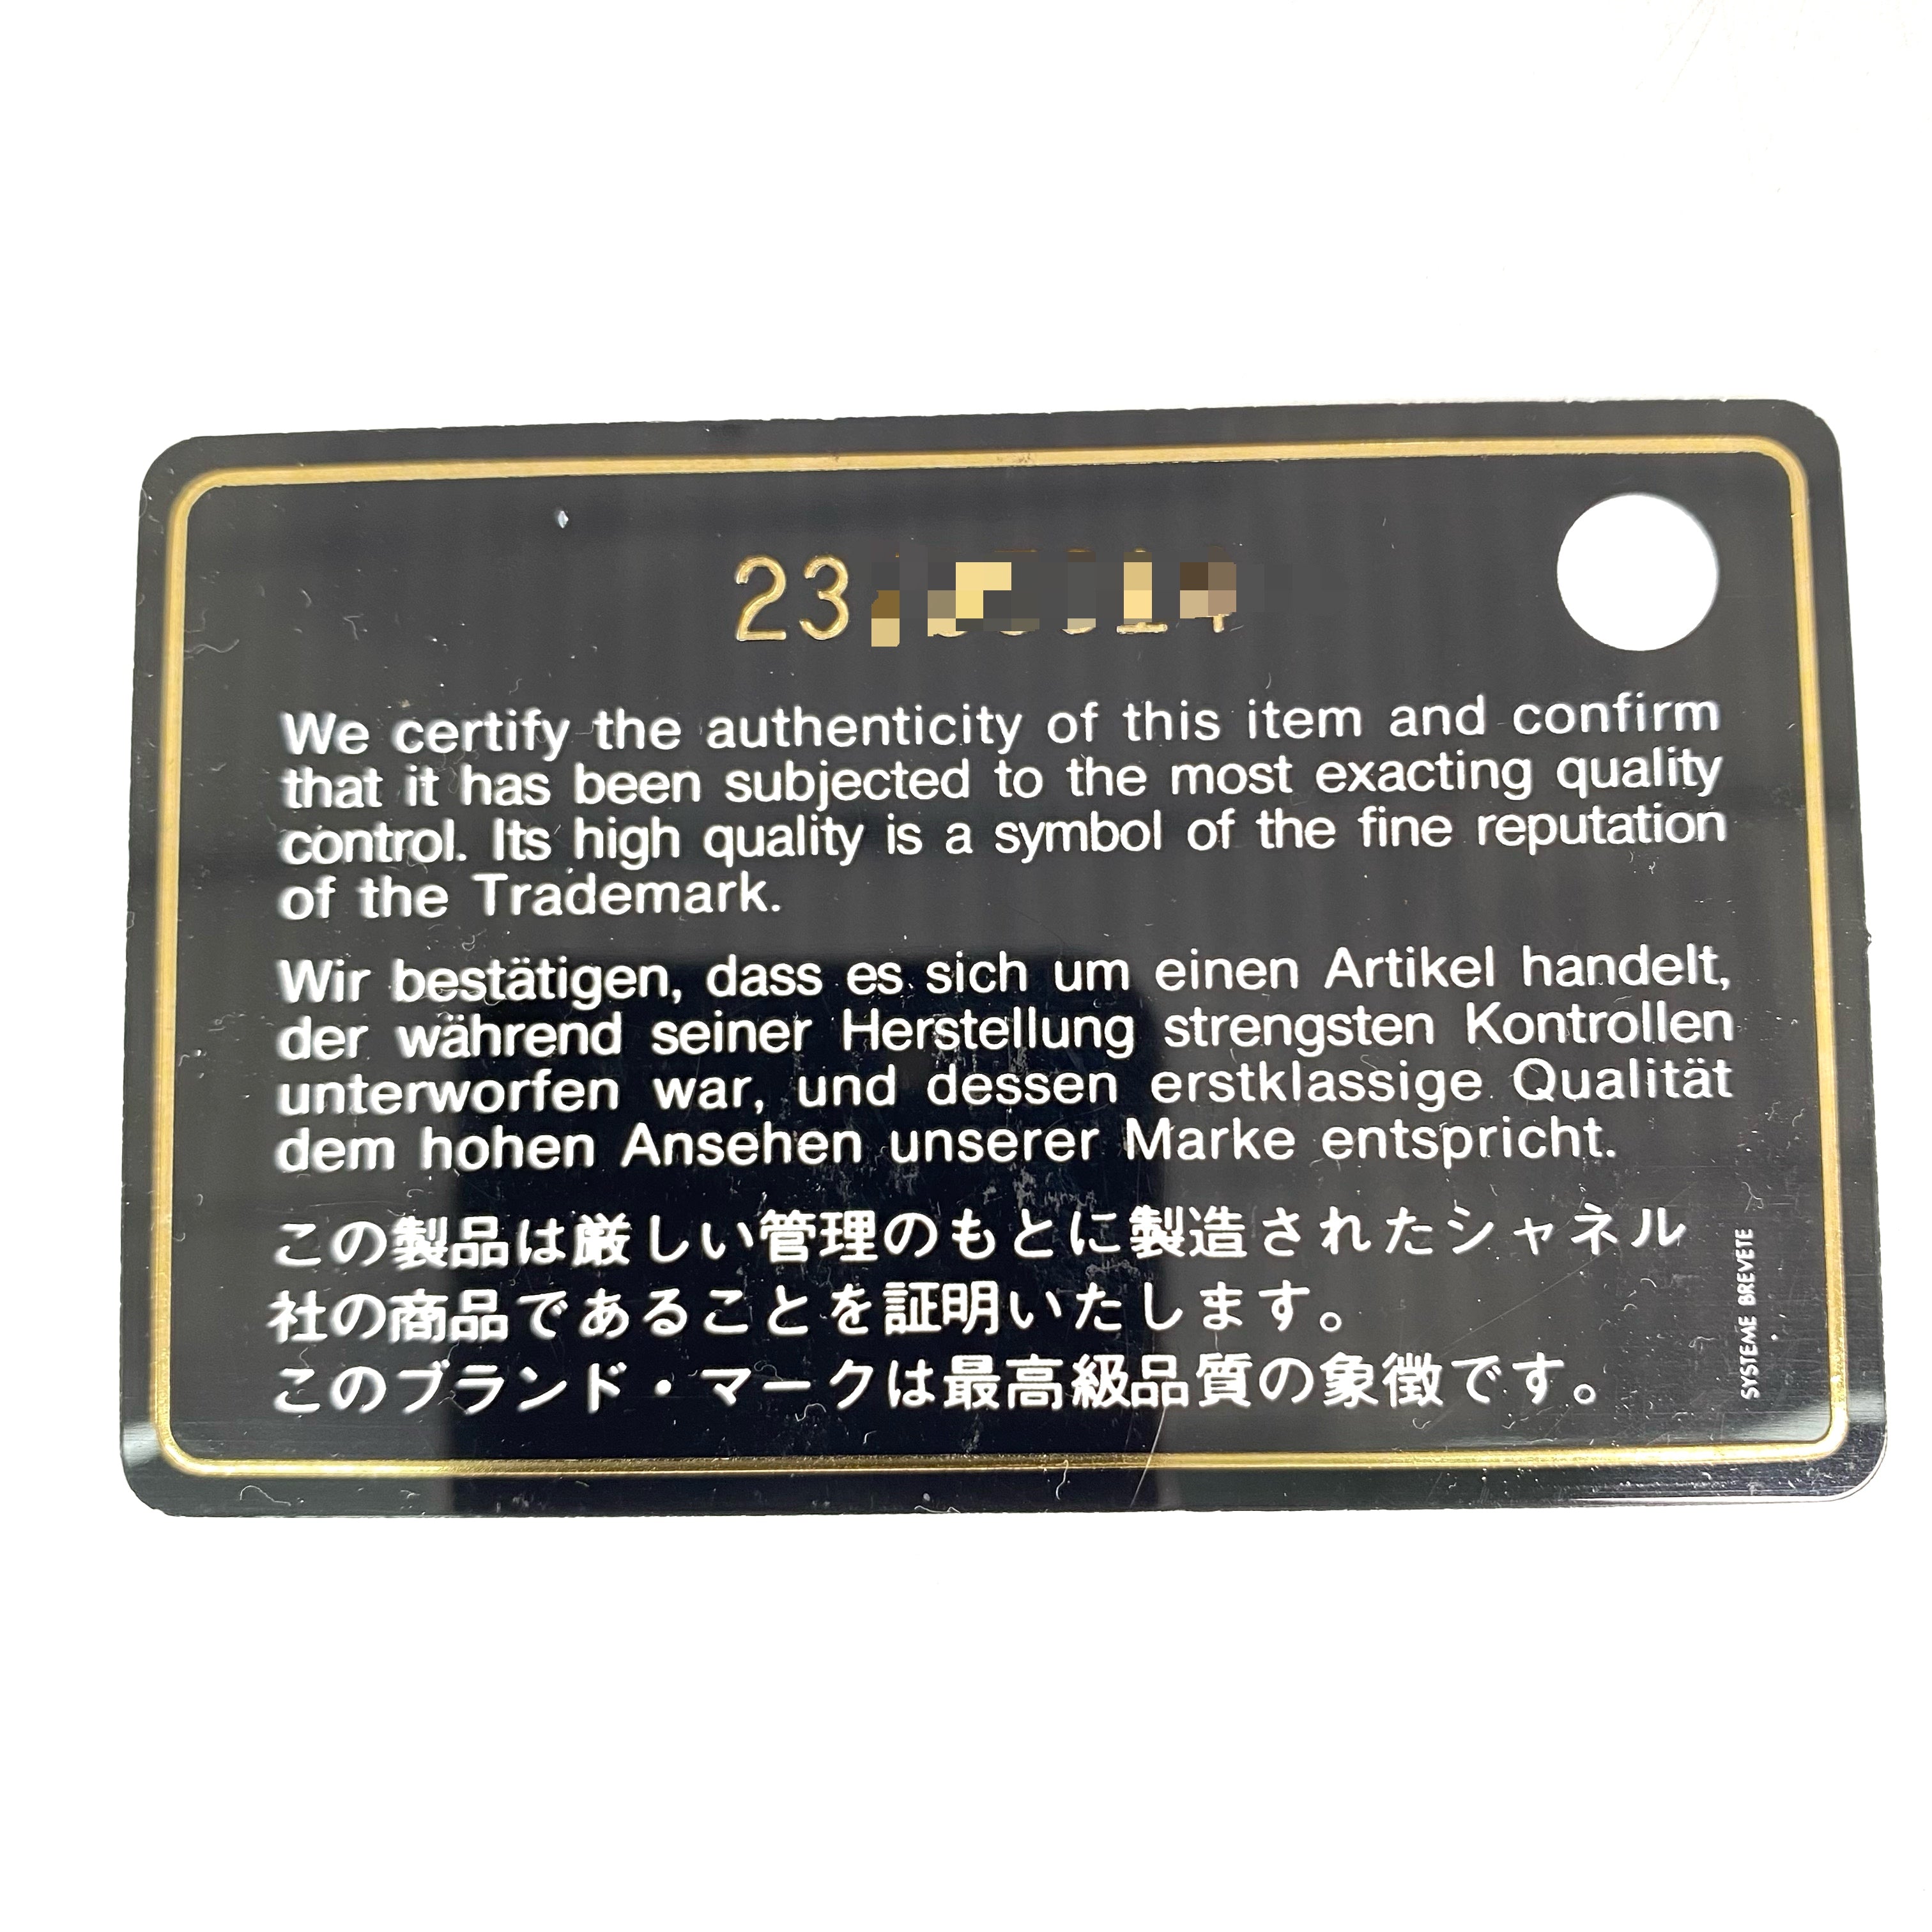 23
We certify the authenticity of this item and confirm
that it has been subjected to the most exacting quality
control. Its high quality is a symbol of the fine reputation
of the Trademark.
Wir bestätigen, dass es sich um einen Artikel handelt,
der während seiner Herstellung strengsten Kontrollen
unterworfen war, und dessen erstklassige Qualität
dem hohen Ansehen unserer Marke entspricht.
この製品は厳しい管理のもとに製造されたシャネル
社の商品であることを証明いたします。
このブランド・マークは最高級品質の象徴です。
SYSTEME BREVETE